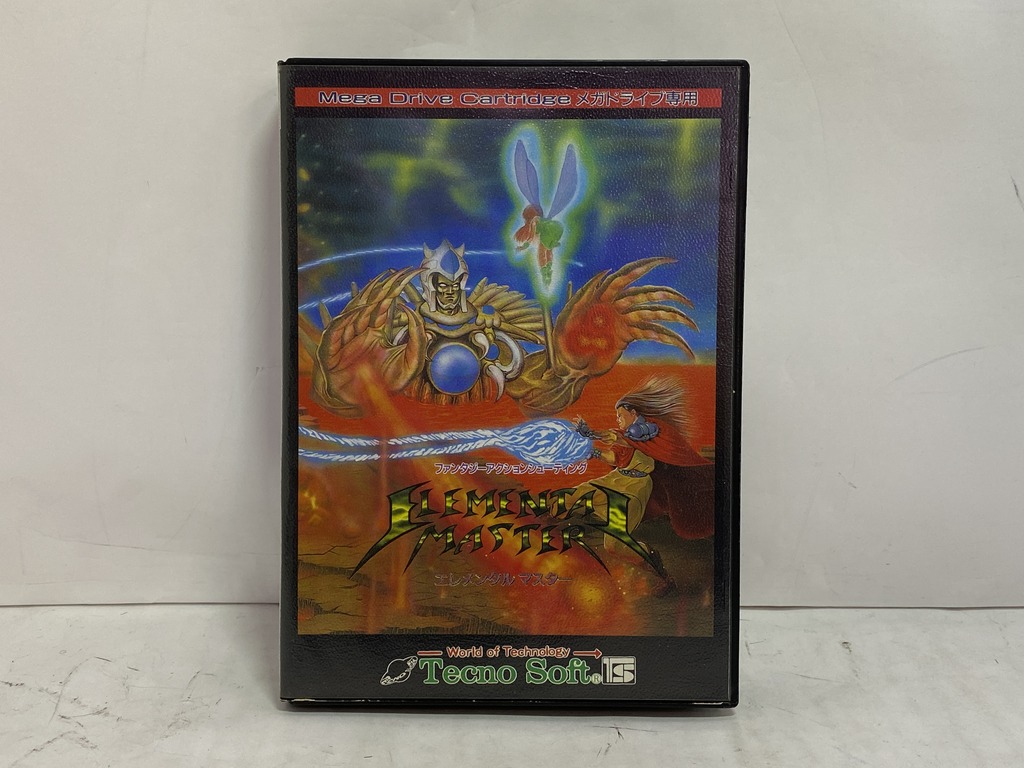 Mega Drive Cartridge メガドライブ専用
ファンタジーアクションシューティング
ELEMENTAL
MASTER
エレメンタル マスター
World of Technology
Tecno Soft® TS